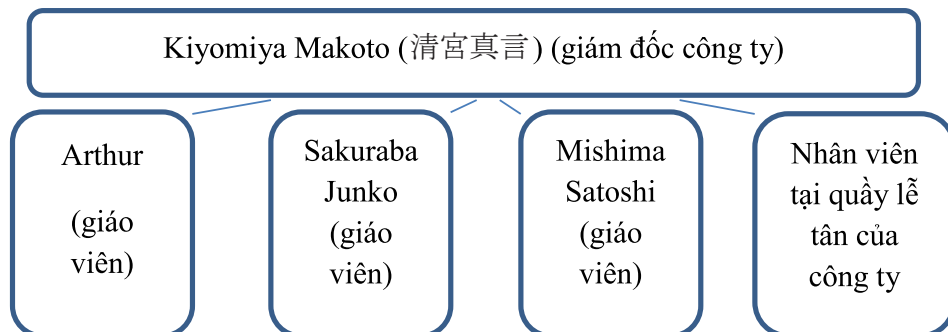 Kiyomiya Makoto (清宮真言) (giám đốc công ty)
Arthur
(giáo
viên)
Sakuraba
Junko
(giáo
viên)
Mishima
Satoshi
(giáo
viên)
Nhân viên
tại quầy lễ
tân của
công ty